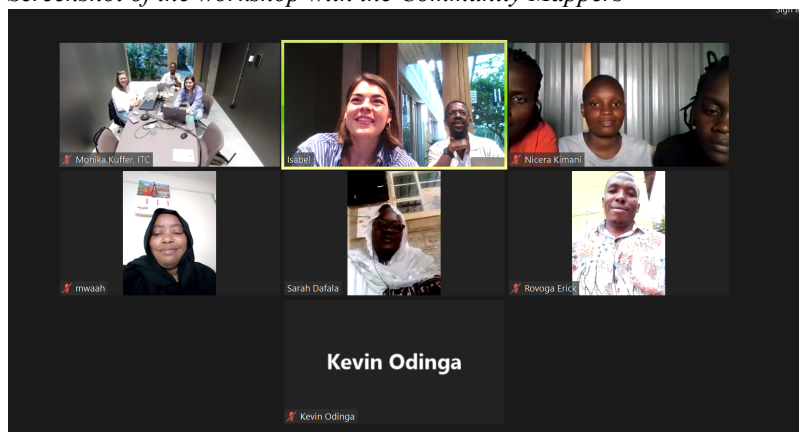 Screenshot of the workshop with the Community Mappers
Sign i
Monika Kuffer, ITC
Isabel
Nicera Kimani
mwaah
Sarah Dafala
Rovoga Erick
Kevin Odinga
Kevin Odinga